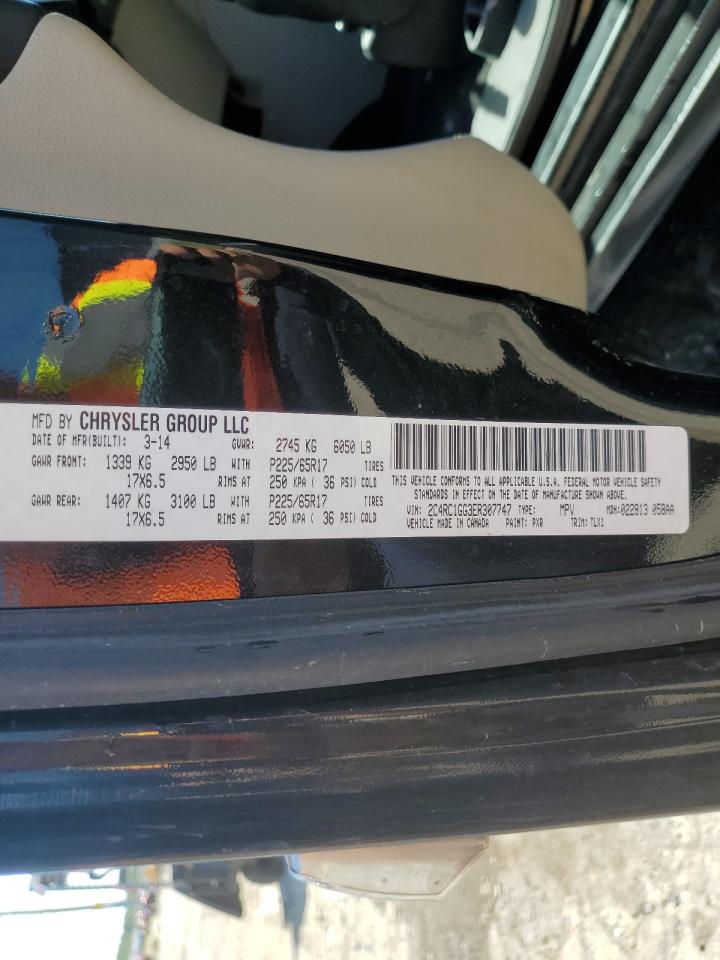 MFD BY CHRYSLER GROUP LLC
DATE OF MFR(BUILT): 3-14 GVWR: 2745 KG 6050 LB
GAWR FRONT: 1339 KG 2950 LB WITH P225/65R17 TIRES
17X6.5 RIMS AT 250 KPA ( 36 PSI) COLD
GAWR REAR: 1407 KG 3100 LB WITH P225/65R17 TIRES
17X6.5 RIMS AT 250 KPA ( 36 PSI) COLD
THIS VEHICLE CONFORMS TO ALL APPLICABLE U.S.A. FEDERAL MOTOR VEHICLE SAFETY
STANDARDS IN EFFECT ON THE DATE OF MANUFACTURE SHOWN ABOVE.
VIN: 2C4RC1GG3ER307747 TYPE: MPV MDH: 022813 058AA
VEHICLE MADE IN CANADA PAINT: PXR TRIM: TLX1